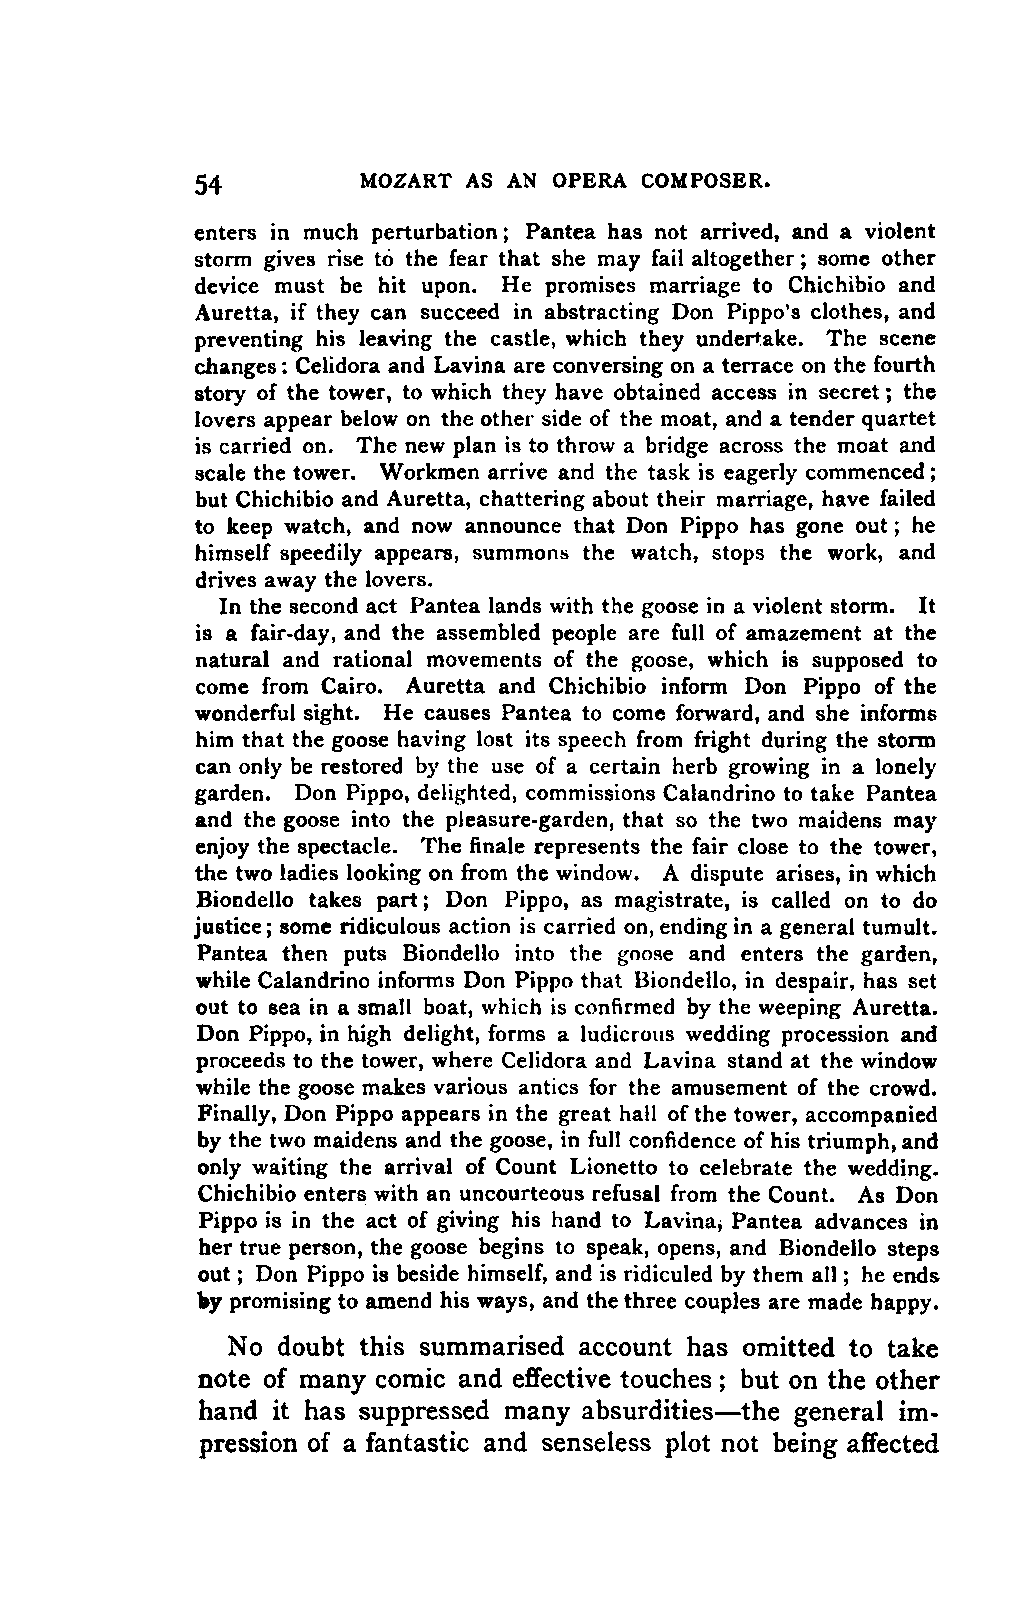 54 MOZART AS AN OPERA COMPOSER.
enters in much perturbation; Pantea has not arrived, and a violent
storm gives rise to the fear that she may fail altogether; some other
device must be hit upon. He promises marriage to Chichibio and
Auretta, if they can succeed in abstracting Don Pippo's clothes, and
preventing his leaving the castle, which they undertake. The scene
changes: Celidora and Lavina are conversing on a terrace on the fourth
story of the tower, to which they have obtained access in secret; the
lovers appear below on the other side of the moat, and a tender quartet
is carried on. The new plan is to throw a bridge across the moat and
scale the tower. Workmen arrive and the task is eagerly commenced;
but Chichibio and Auretta, chattering about their marriage, have failed
to keep watch, and now announce that Don Pippo has gone out; he
himself speedily appears, summons the watch, stops the work, and
drives away the lovers.
In the second act Pantea lands with the goose in a violent storm. It
is a fair-day, and the assembled people are full of amazement at the
natural and rational movements of the goose, which is supposed to
come from Cairo. Auretta and Chichibio inform Don Pippo of the
wonderful sight. He causes Pantea to come forward, and she informs
him that the goose having lost its speech from fright during the storm
can only be restored by the use of a certain herb growing in a lonely
garden. Don Pippo, delighted, commissions Calandrino to take Pantea
and the goose into the pleasure-garden, that so the two maidens may
enjoy the spectacle. The finale represents the fair close to the tower,
the two ladies looking on from the window. A dispute arises, in which
Biondello takes part; Don Pippo, as magistrate, is called on to do
justice; some ridiculous action is carried on, ending in a general tumult.
Pantea then puts Biondello into the goose and enters the garden,
while Calandrino informs Don Pippo that Biondello, in despair, has set
out to sea in a small boat, which is confirmed by the weeping Auretta.
Don Pippo, in high delight, forms a ludicrous wedding procession and
proceeds to the tower, where Celidora and Lavina stand at the window
while the goose makes various antics for the amusement of the crowd.
Finally, Don Pippo appears in the great hall of the tower, accompanied
by the two maidens and the goose, in full confidence of his triumph, and
only waiting the arrival of Count Lionetto to celebrate the wedding.
Chichibio enters with an uncourteous refusal from the Count. As Don
Pippo is in the act of giving his hand to Lavina, Pantea advances in
her true person, the goose begins to speak, opens, and Biondello steps
out; Don Pippo is beside himself, and is ridiculed by them all; he ends
by promising to amend his ways, and the three couples are made happy.
No doubt this summarised account has omitted to take
note of many comic and effective touches; but on the other
hand it has suppressed many absurdities—the general im-
pression of a fantastic and senseless plot not being affected